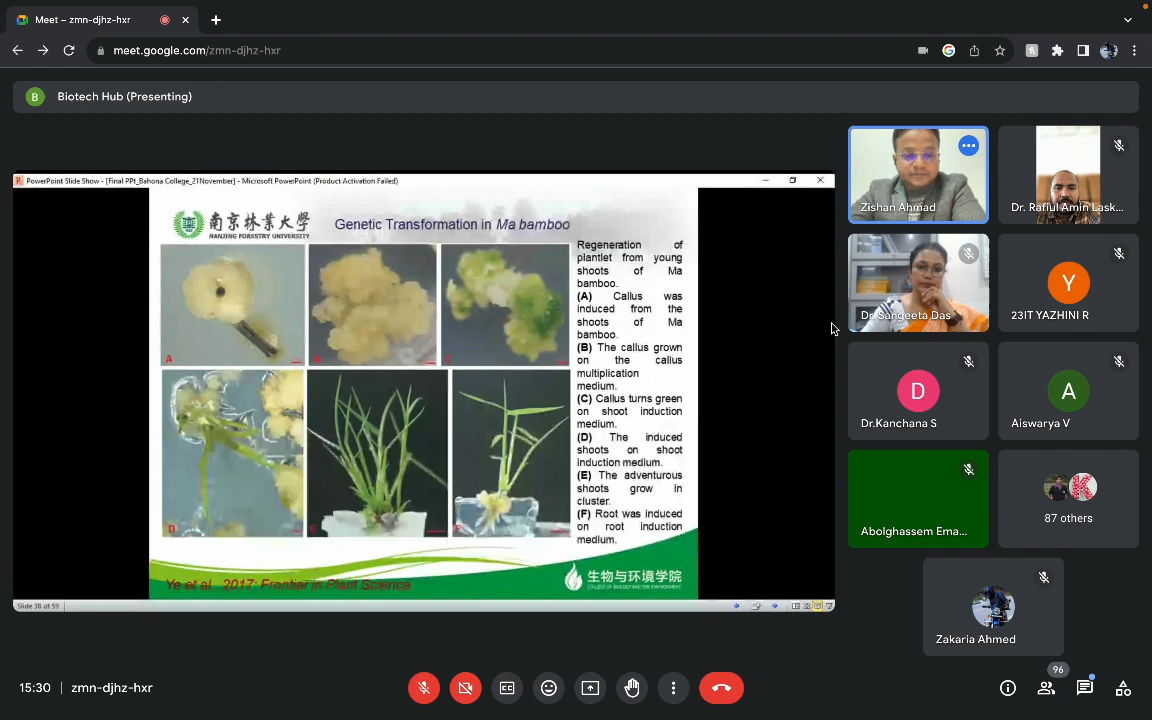 Meet – zmn-djhz-hxr
meet.google.com/zmn-djhz-hxr
B
Biotech Hub (Presenting)
PowerPoint Slide Show - [Final PPt_Bahona College_21November] - Microsoft PowerPoint (Product Activation Failed)
南京林業大學
NANJING FORESTRY UNIVERSITY
Genetic Transformation in Ma bamboo
A
B
C
D
E
F
Regeneration of
plantlet from young
shoots of Ma
bamboo.
(A) Callus was
induced from the
shoots of Ma
bamboo.
(B) The callus grown
on the callus
multiplication
medium.
(C) Callus turns green
on shoot induction
medium.
(D) The induced
shoots on shoot
induction medium.
(E) The adventurous
shoots grow in
cluster.
(F) Root was induced
on root induction
medium.
Ye et al., 2017; Frontier in Plant Science
生物与环境学院
COLLEGE OF BIOLOGY AND THE ENVIRONMENT
Slide 38 of 59
Zishan Ahmad
Dr. Rafiul Amin Lask...
Dr. Sangeeta Das
Y
23IT YAZHINI R
D
Dr.Kanchana S
A
Aiswarya V
Abolghassem Ema...
K
87 others
Zakaria Ahmed
15:30 | zmn-djhz-hxr
96